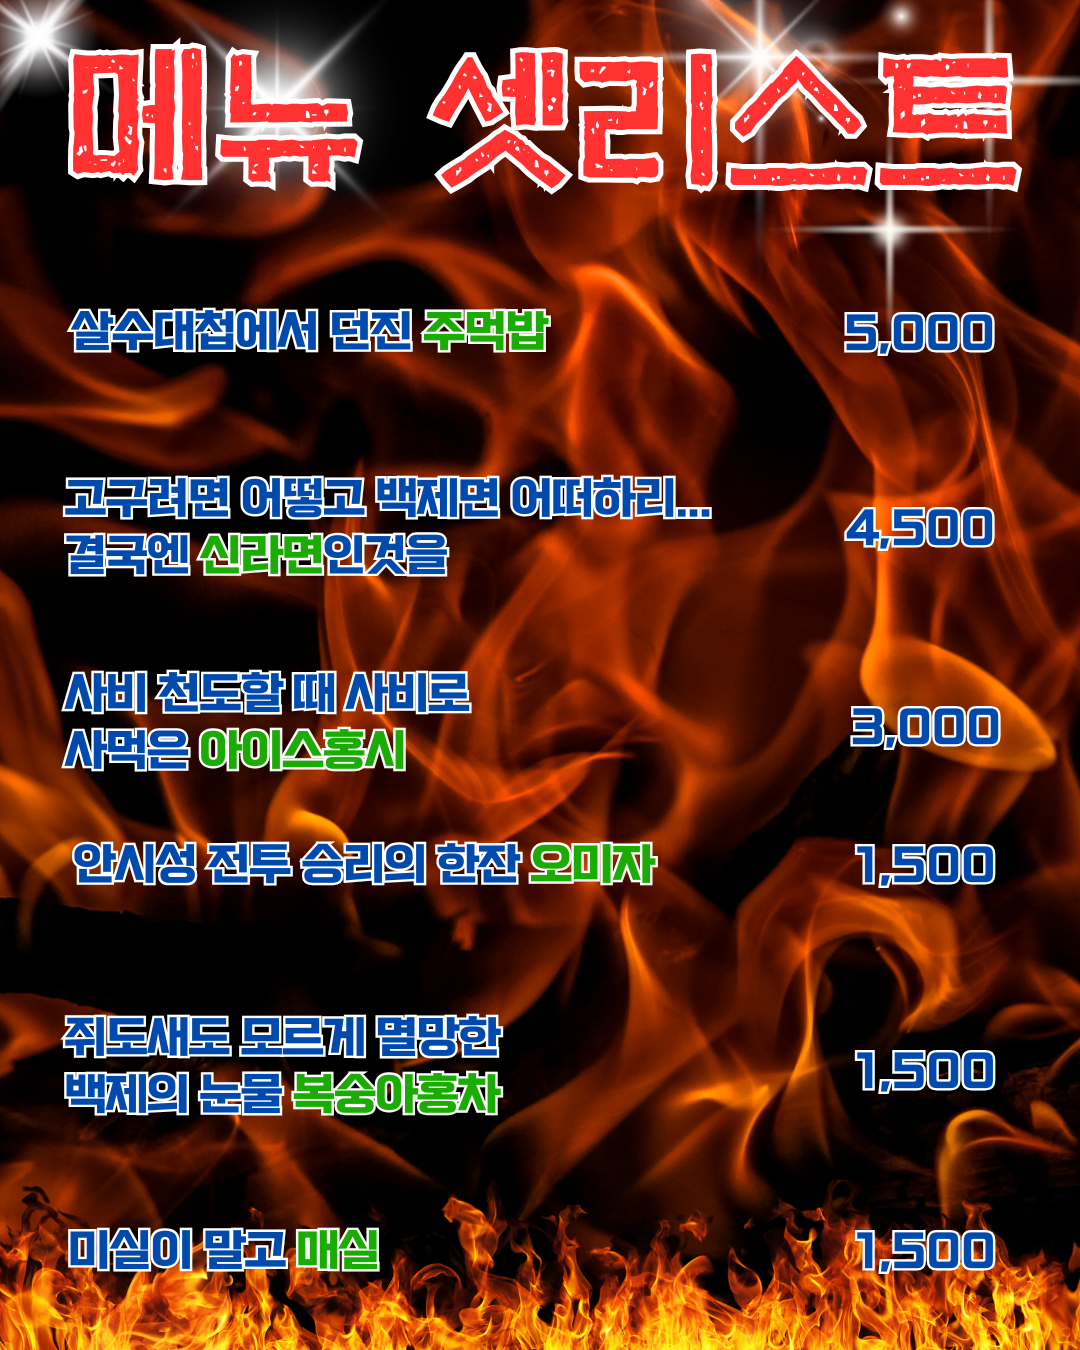 메뉴 셋리스트
살수대첩에서 던진 주먹밥 5,000
고구려면 어떻고 백제면 어떠하리...
결국엔 신라면인것을 4,500
사비 천도할 때 사비로
사먹은 아이스홍시 3,000
안시성 전투 승리의 한잔 오미자 1,500
쥐도새도 모르게 멸망한
백제의 눈물 복숭아홍차 1,500
미실이 말고 매실 1,500